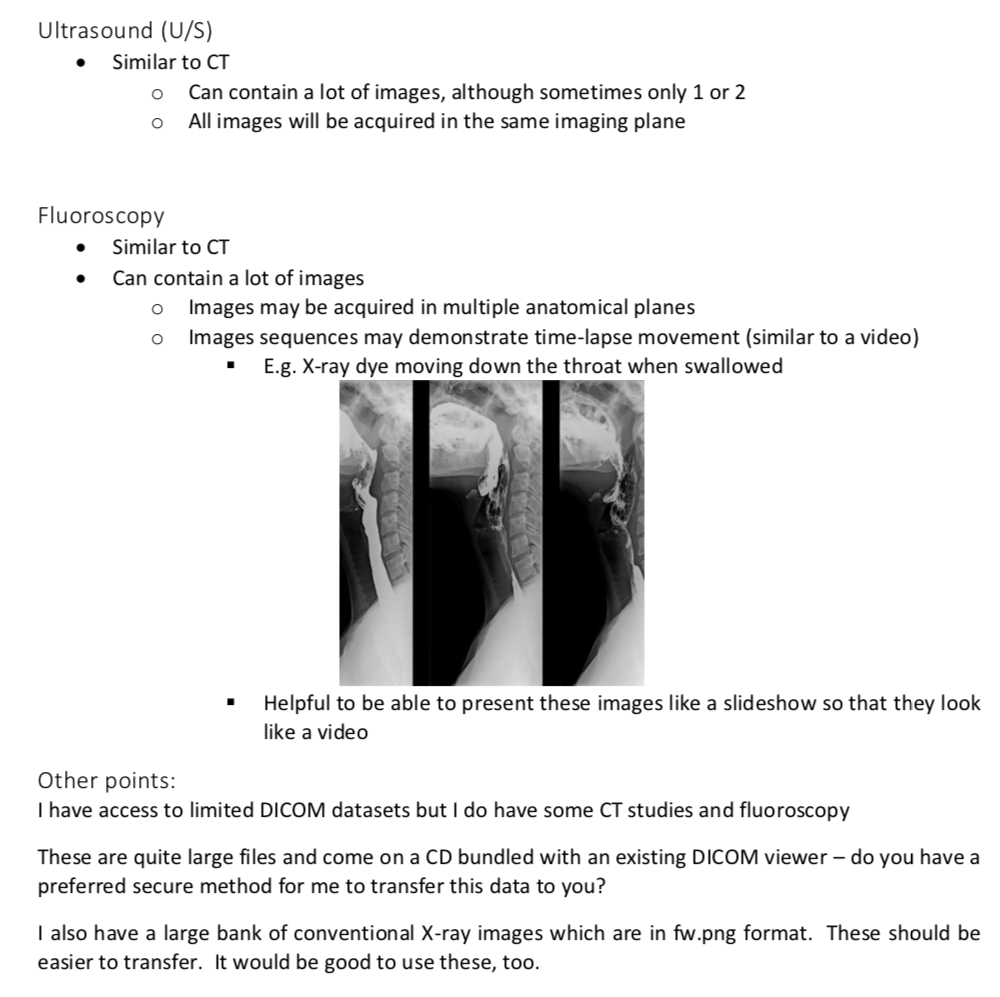 Ultrasound (U/S)
• Similar to CT
o Can contain a lot of images, although sometimes only 1 or 2
o All images will be acquired in the same imaging plane
Fluoroscopy
• Similar to CT
• Can contain a lot of images
o Images may be acquired in multiple anatomical planes
o Images sequences may demonstrate time-lapse movement (similar to a video)
▪ E.g. X-ray dye moving down the throat when swallowed
▪ Helpful to be able to present these images like a slideshow so that they look
like a video
Other points:
I have access to limited DICOM datasets but I do have some CT studies and fluoroscopy
These are quite large files and come on a CD bundled with an existing DICOM viewer – do you have a
preferred secure method for me to transfer this data to you?
I also have a large bank of conventional X-ray images which are in fw.png format.  These should be
easier to transfer.  It would be good to use these, too.